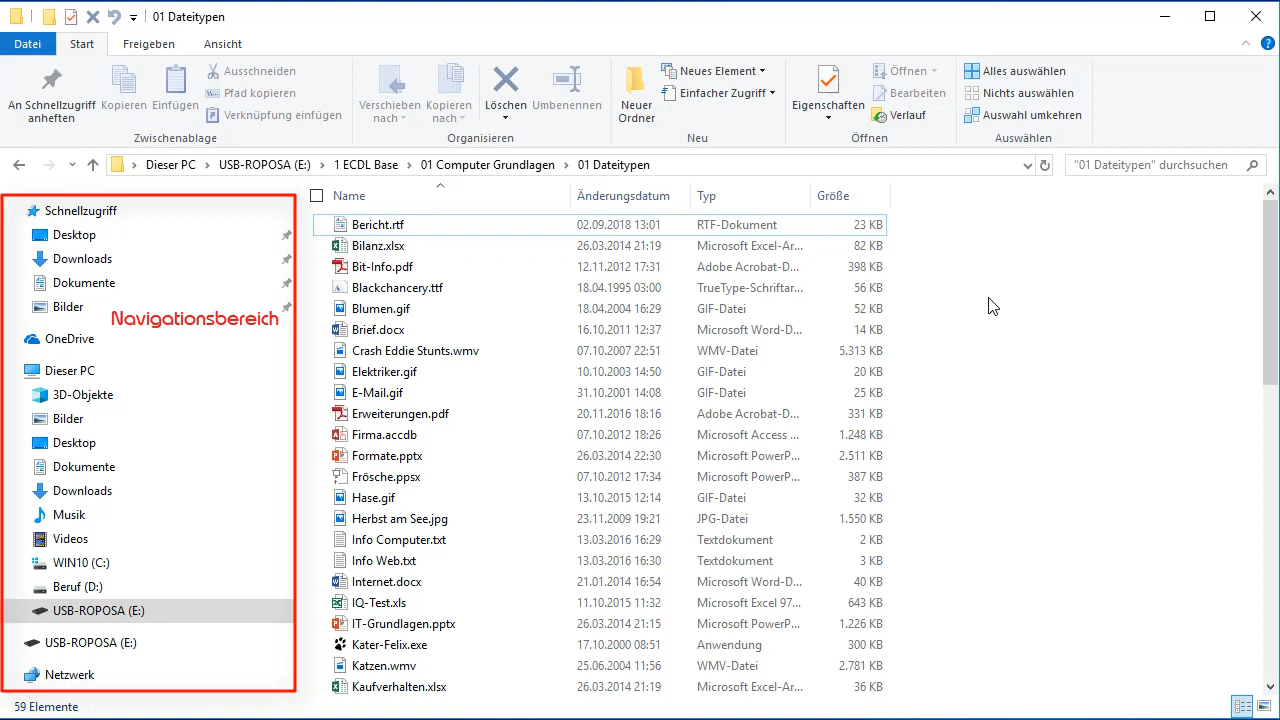 01 Dateitypen
Datei Start Freigeben Ansicht
An Schnellzugriff anheften
Kopieren
Einfügen
Ausschneiden
Pfad kopieren
Verknüpfung einfügen
Zwischenablage
Verschieben nach
Kopieren nach
Löschen
Umbenennen
Organisieren
Neuer Ordner
Neues Element
Einfacher Zugriff
Neu
Eigenschaften
Öffnen
Bearbeiten
Verlauf
Öffnen
Alles auswählen
Nichts auswählen
Auswahl umkehren
Auswählen
Dieser PC > USB-ROPOSA (E:) > 1 ECDL Base > 01 Computer Grundlagen > 01 Dateitypen
"01 Dateitypen" durchsuchen
Schnellzugriff
Desktop
Downloads
Dokumente
Bilder
Navigationsbereich
OneDrive
Dieser PC
3D-Objekte
Bilder
Desktop
Dokumente
Downloads
Musik
Videos
WIN10 (C:)
Beruf (D:)
USB-ROPOSA (E:)
USB-ROPOSA (E:)
Netzwerk
Name Änderungsdatum Typ Größe
Bericht.rtf 02.09.2018 13:01 RTF-Dokument 23 KB
Bilanz.xlsx 26.03.2014 21:19 Microsoft Excel-Ar... 82 KB
Bit-Info.pdf 12.11.2012 17:31 Adobe Acrobat-D... 398 KB
Blackchancery.ttf 18.04.1995 03:00 TrueType-Schriftar... 56 KB
Blumen.gif 18.04.2004 16:29 GIF-Datei 52 KB
Brief.docx 16.10.2011 12:37 Microsoft Word-D... 14 KB
Crash Eddie Stunts.wmv 07.10.2007 22:51 WMV-Datei 5.313 KB
Elektriker.gif 10.10.2003 14:50 GIF-Datei 20 KB
E-Mail.gif 31.10.2001 14:08 GIF-Datei 25 KB
Erweiterungen.pdf 20.11.2016 18:16 Adobe Acrobat-D... 331 KB
Firma.accdb 07.10.2012 18:26 Microsoft Access ... 1.248 KB
Formate.pptx 26.03.2014 22:30 Microsoft PowerP... 2.511 KB
Frösche.ppsx 07.10.2012 17:34 Microsoft PowerP... 387 KB
Hase.gif 13.10.2015 12:14 GIF-Datei 32 KB
Herbst am See.jpg 23.11.2009 19:21 JPG-Datei 1.550 KB
Info Computer.txt 13.03.2016 16:29 Textdokument 2 KB
Info Web.txt 13.03.2016 16:30 Textdokument 3 KB
Internet.docx 21.01.2014 16:54 Microsoft Word-D... 40 KB
IQ-Test.xls 11.10.2015 11:32 Microsoft Excel 97... 643 KB
IT-Grundlagen.pptx 26.03.2014 21:15 Microsoft PowerP... 1.226 KB
Kater-Felix.exe 17.10.2000 08:51 Anwendung 300 KB
Katzen.wmv 25.06.2004 11:56 WMV-Datei 2.781 KB
Kaufverhalten.xlsx 26.03.2014 21:19 Microsoft Excel-Ar... 36 KB
59 Elemente